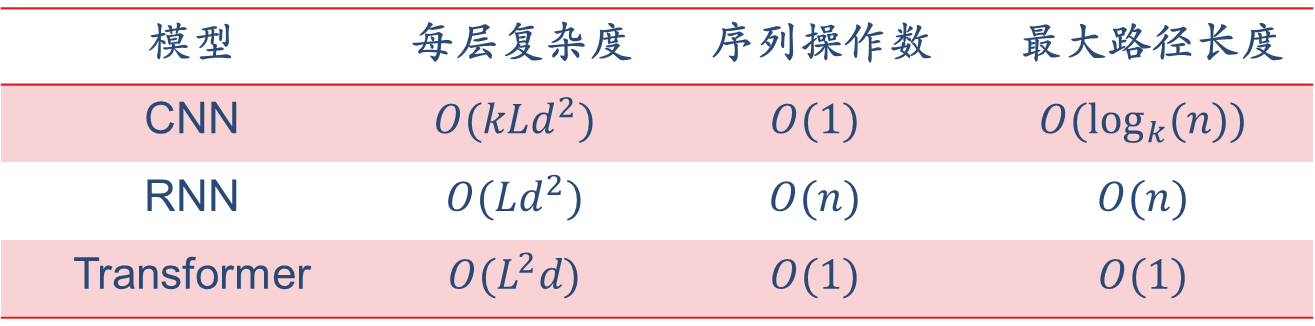 模型 每层复杂度 序列操作数 最大路径长度
CNN O(kLd²) O(1) O(logₖ(n))
RNN O(Ld²) O(n) O(n)
Transformer O(L²d) O(1) O(1)